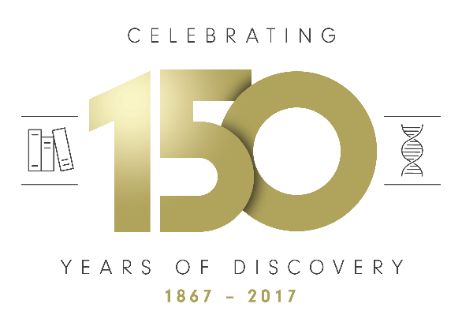 CELEBRATING
150
YEARS OF DISCOVERY
1867 – 2017